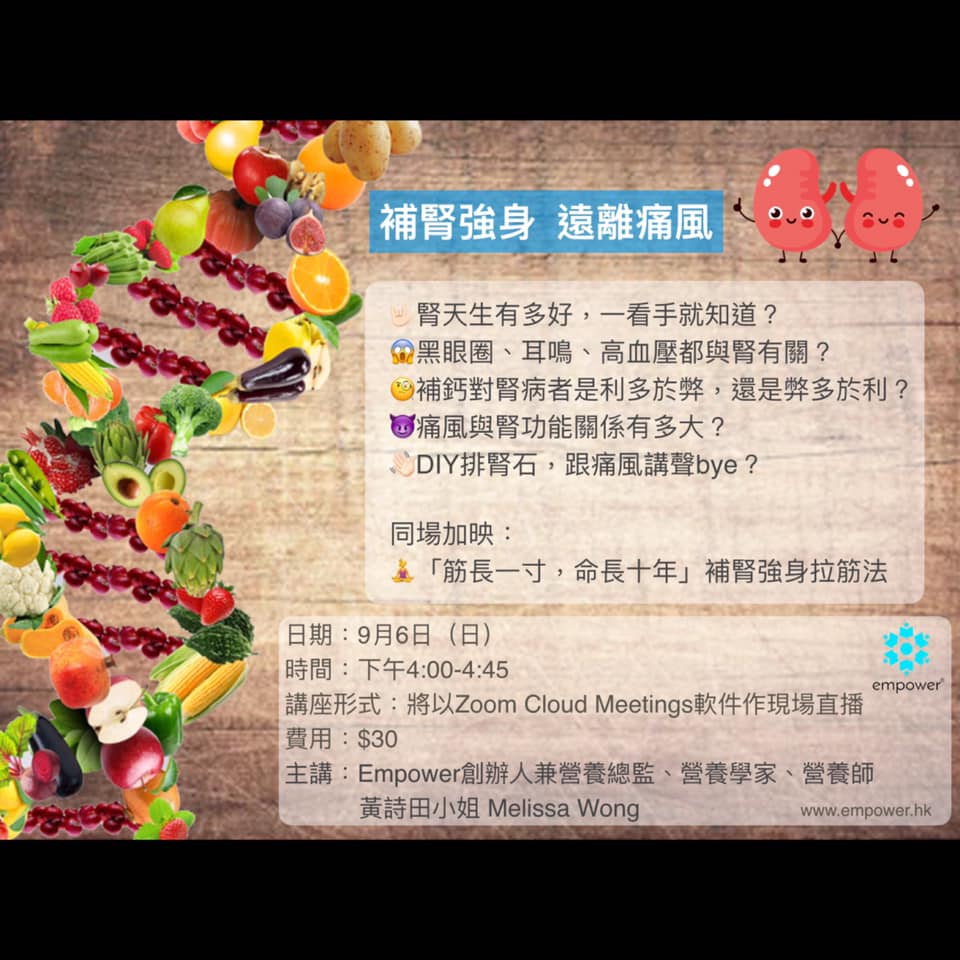 補腎強身 遠離痛風
🤟🏻腎天生有多好，一看手就知道？
😱黑眼圈、耳鳴、高血壓都與腎有關？
🧐補鈣對腎病者是利多於弊，還是弊多於利？
😈痛風與腎功能關係有多大？
👋🏻DIY排腎石，跟痛風講聲bye？
同場加映：
🧘「筋長一寸，命長十年」補腎強身拉筋法
日期：9月6日（日）
時間：下午4:00-4:45
講座形式：將以Zoom Cloud Meetings軟件作現場直播
費用：$30
主講：Empower創辦人兼營養總監、營養學家、營養師
黃詩田小姐 Melissa Wong
empower®
www.empower.hk